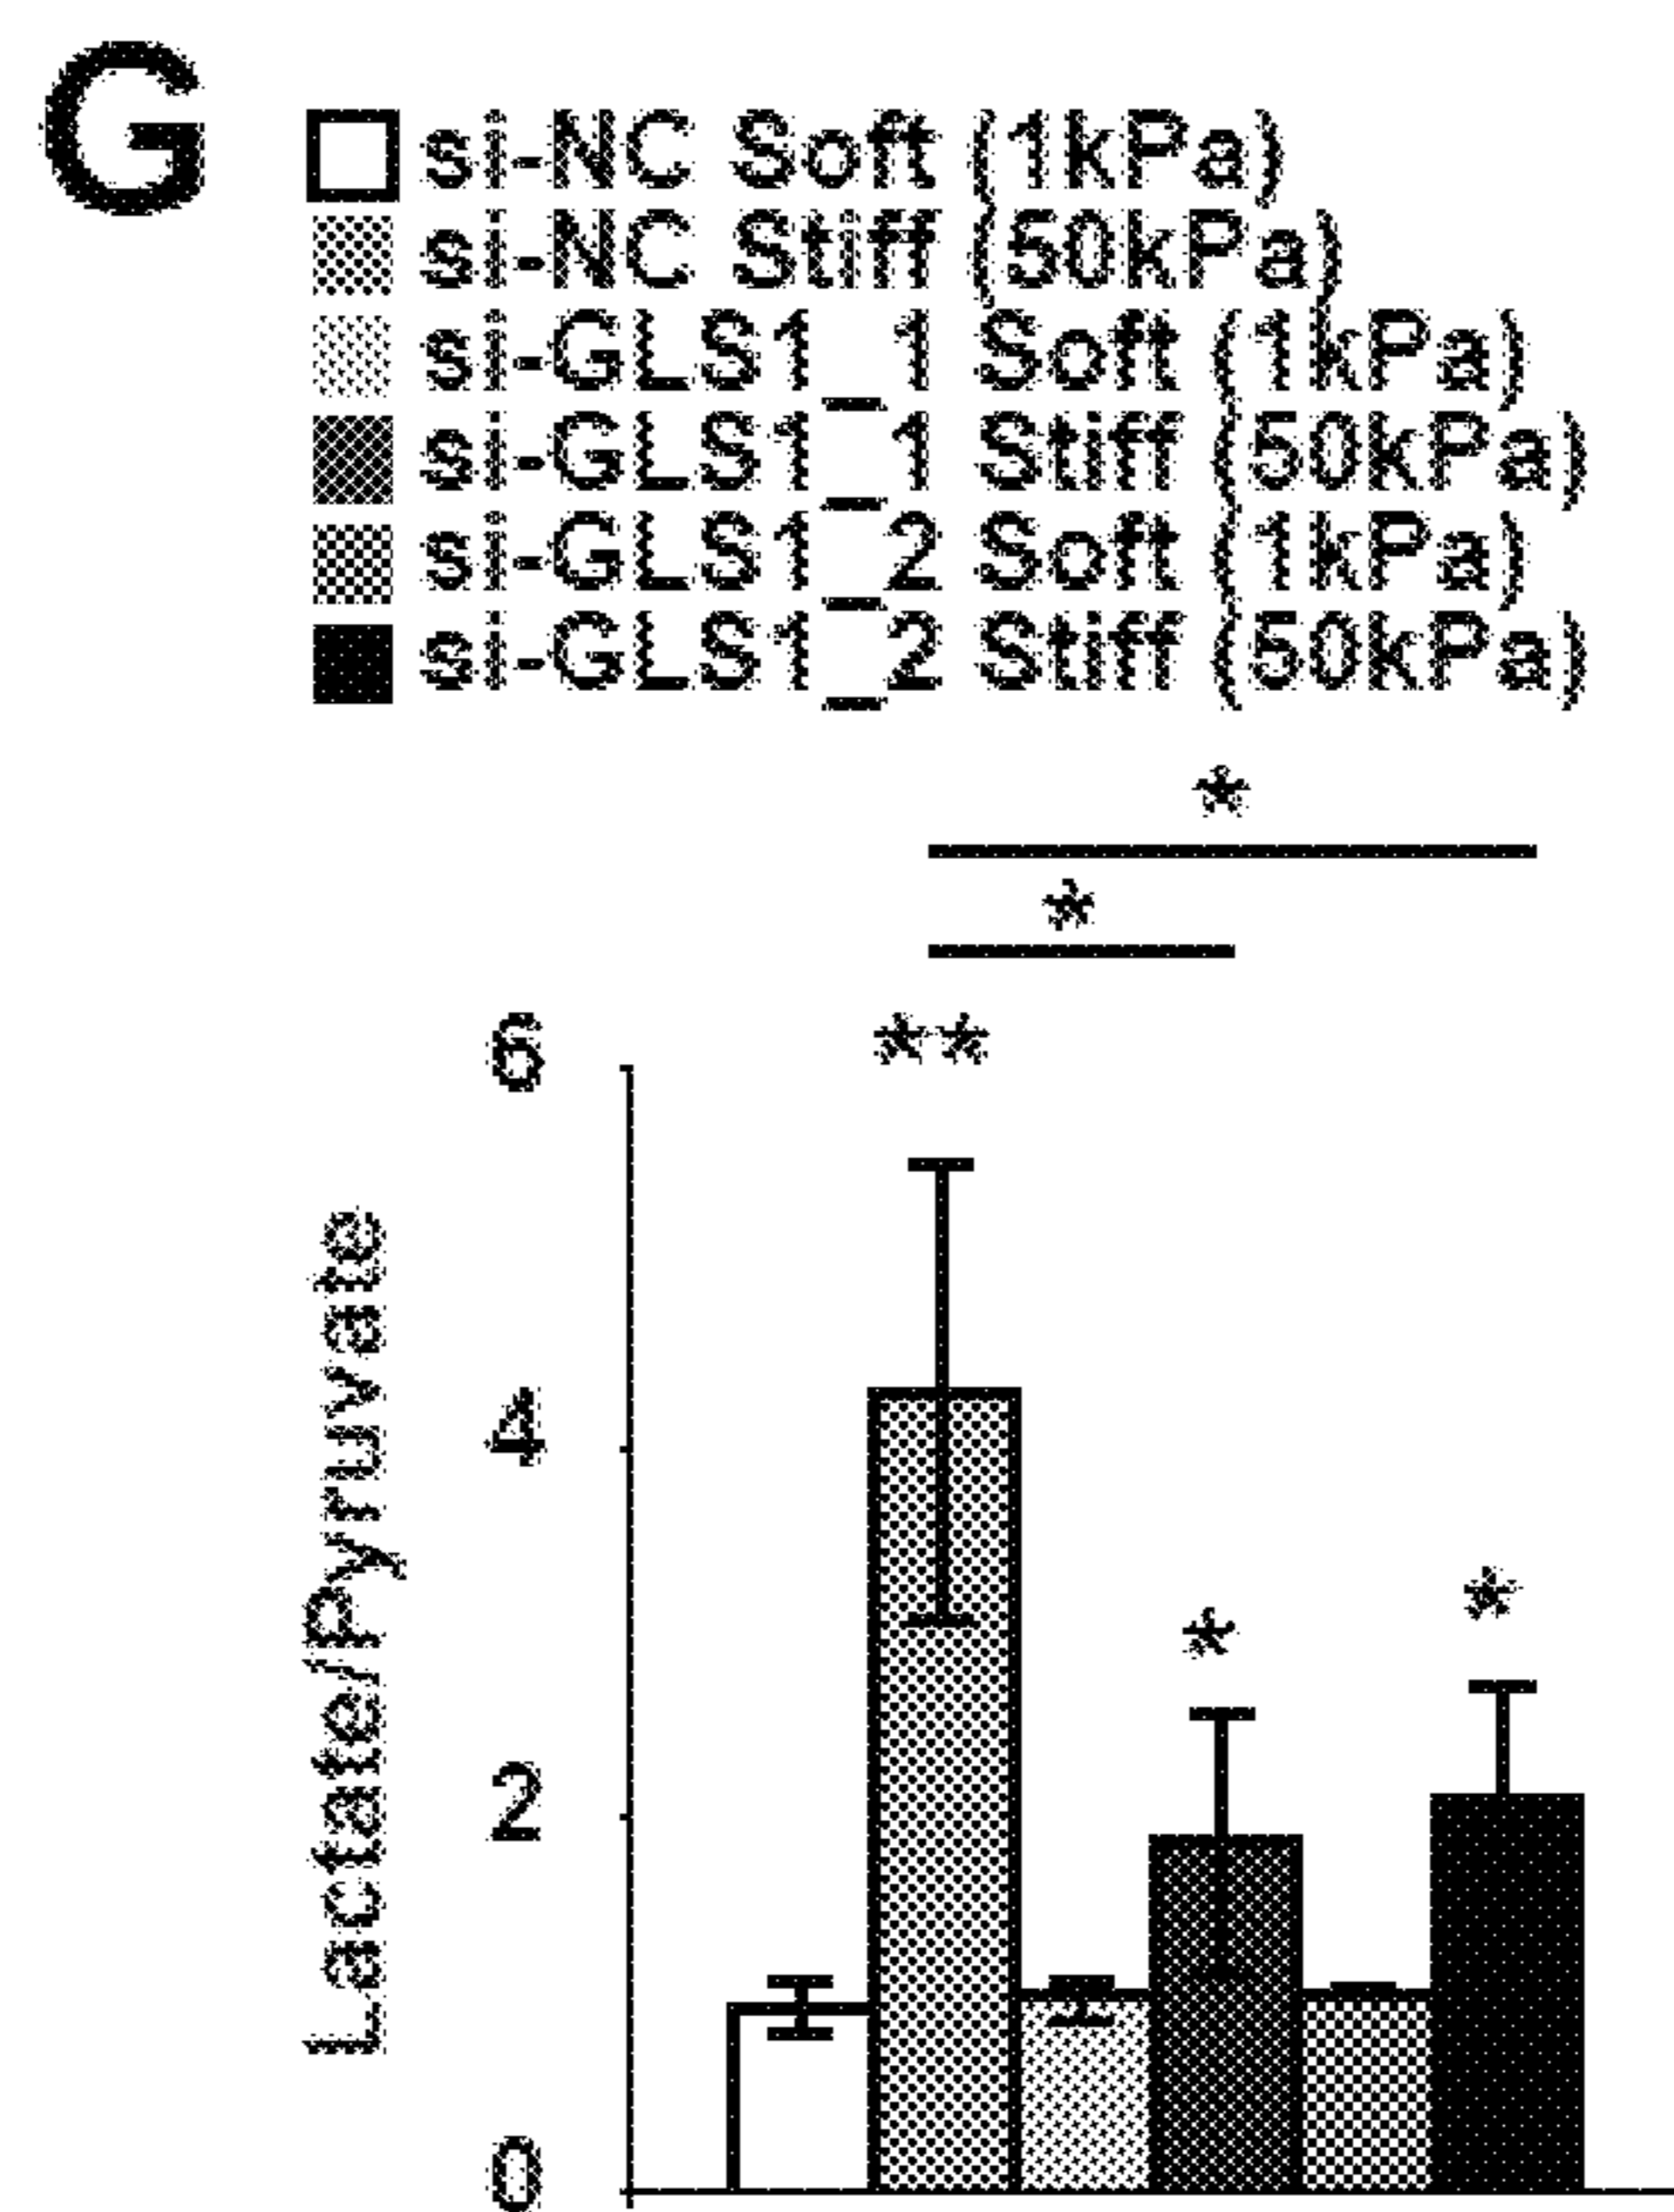 G
si-NC Soft (1kPa)
si-NC Stiff (50kPa)
si-GLS1_1 Soft (1kPa)
si-GLS1_1 Stiff (50kPa)
si-GLS1_2 Soft (1kPa)
si-GLS1_2 Stiff (50kPa)
*
*
**
6
4
2
0
Lactate/Pyruvate
*
*